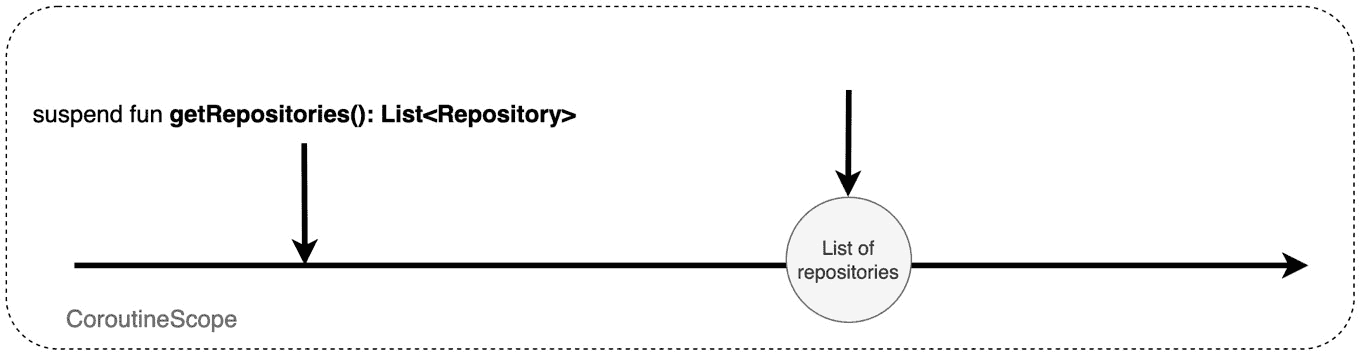 suspend fun getRepositories(): List<Repository>
List of
repositories
CoroutineScope